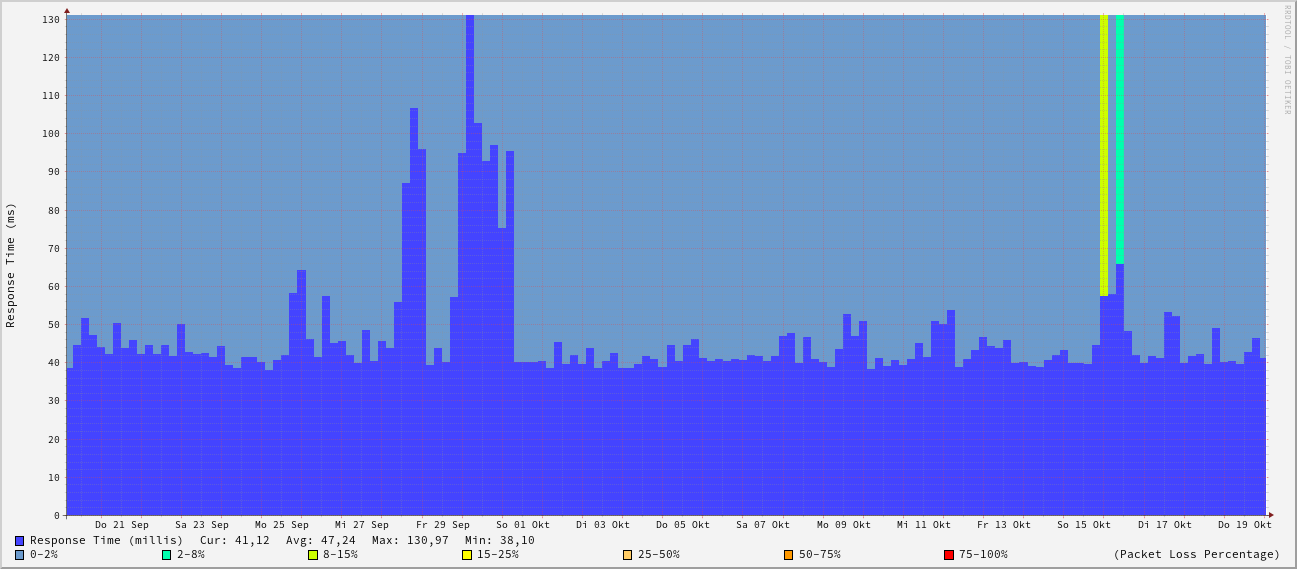 RRDTOOL / TOBI OETIKER
Response Time (ms)
130
120
110
100
90
80
70
60
50
40
30
20
10
0
Do 21 Sep Sa 23 Sep Mo 25 Sep Mi 27 Sep Fr 29 Sep So 01 Okt Di 03 Okt Do 05 Okt Sa 07 Okt Mo 09 Okt Mi 11 Okt Fr 13 Okt So 15 Okt Di 17 Okt Do 19 Okt
Response Time (millis) Cur: 41,12 Avg: 47,24 Max: 130,97 Min: 38,10
0-2% 2-8% 8-15% 15-25% 25-50% 50-75% 75-100% (Packet Loss Percentage)